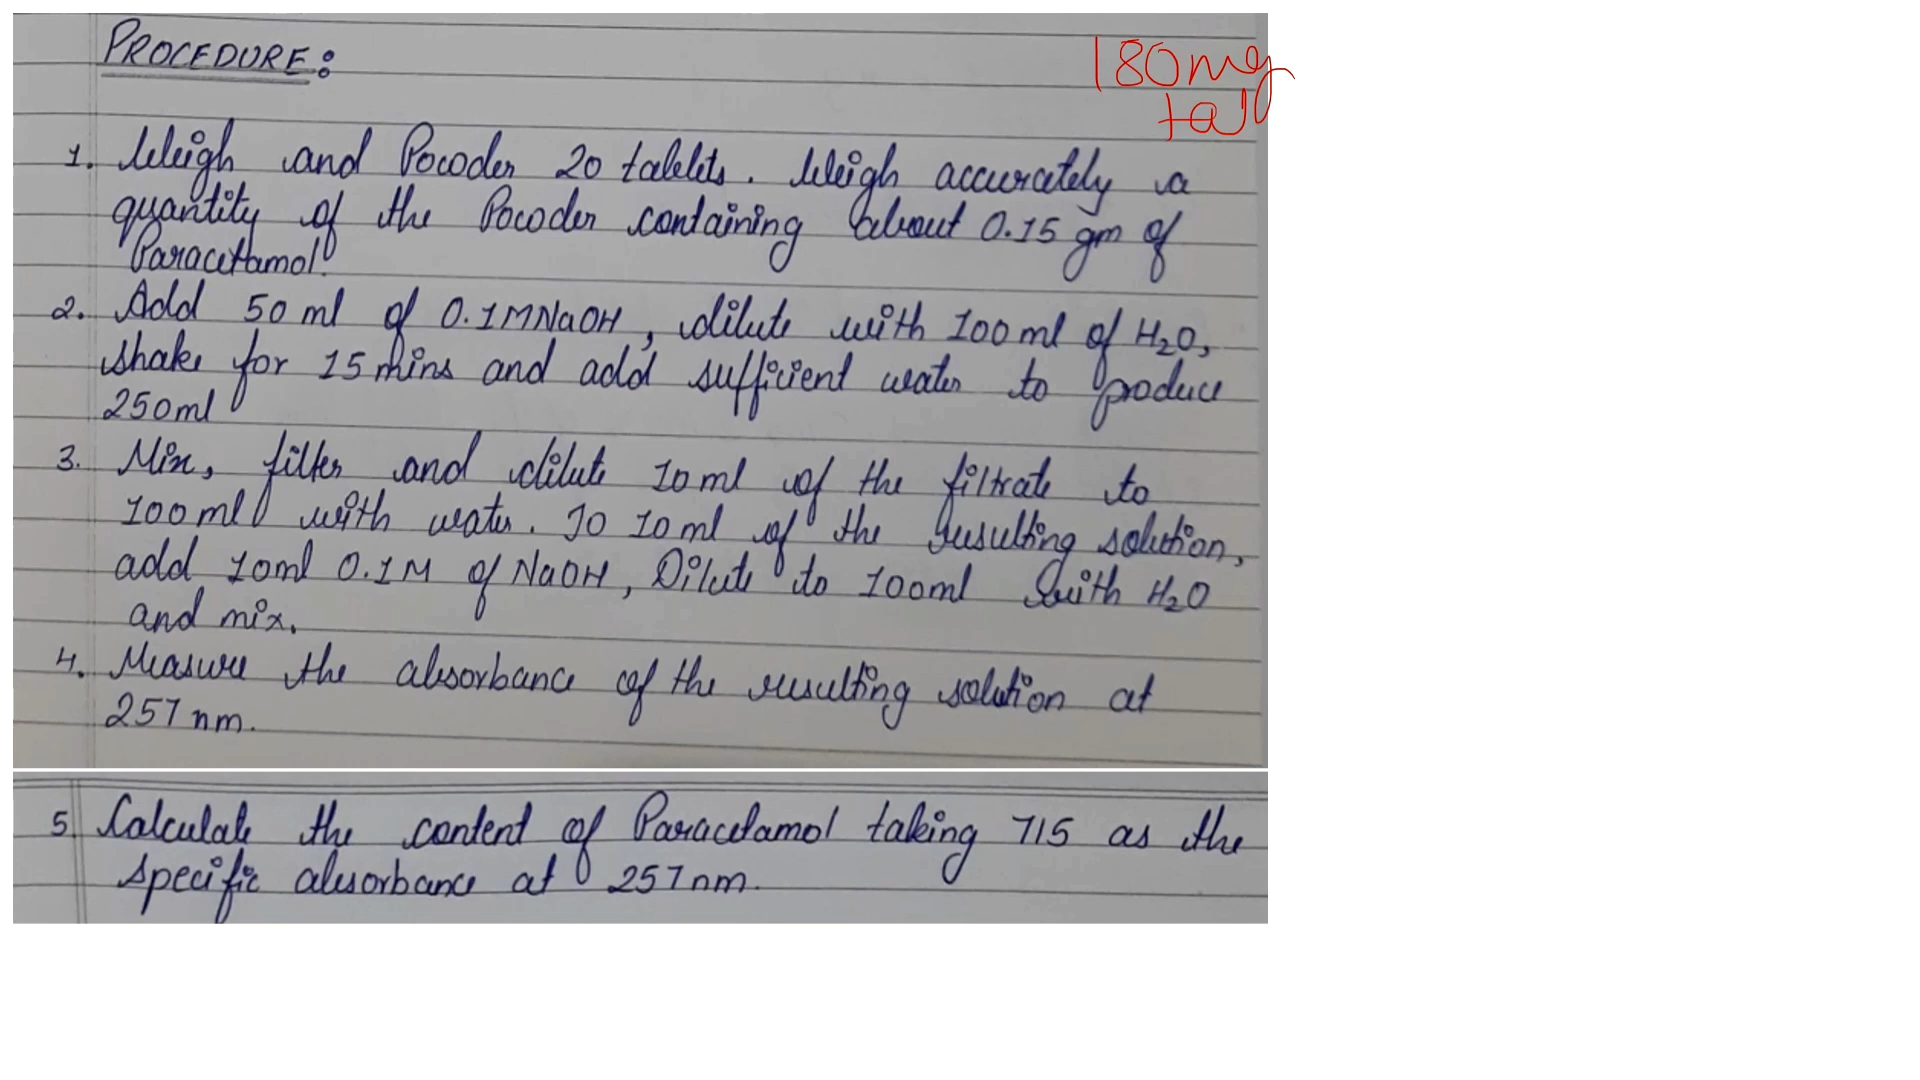 PROCEDURE:
180mg
tab
1. Weigh and Powder 20 tablets. Weigh accurately a
quantity of the Powder containing about 0.15 gm of
Paracetamol.
2. Add 50 ml of 0.1M NaOH, dilute with 100 ml of H₂O,
shake for 15 mins and add sufficient water to produce
250ml
3. Mix, filter and dilute 10 ml of the filtrate to
100ml with water. To 10 ml of the resulting solution,
add 10ml 0.1M of NaOH, Dilute to 100ml with H₂O
and mix.
4. Measure the absorbance of the resulting solution at
257 nm.
5. Calculate the content of Paracetamol taking 715 as the
specific absorbance at 257 nm.